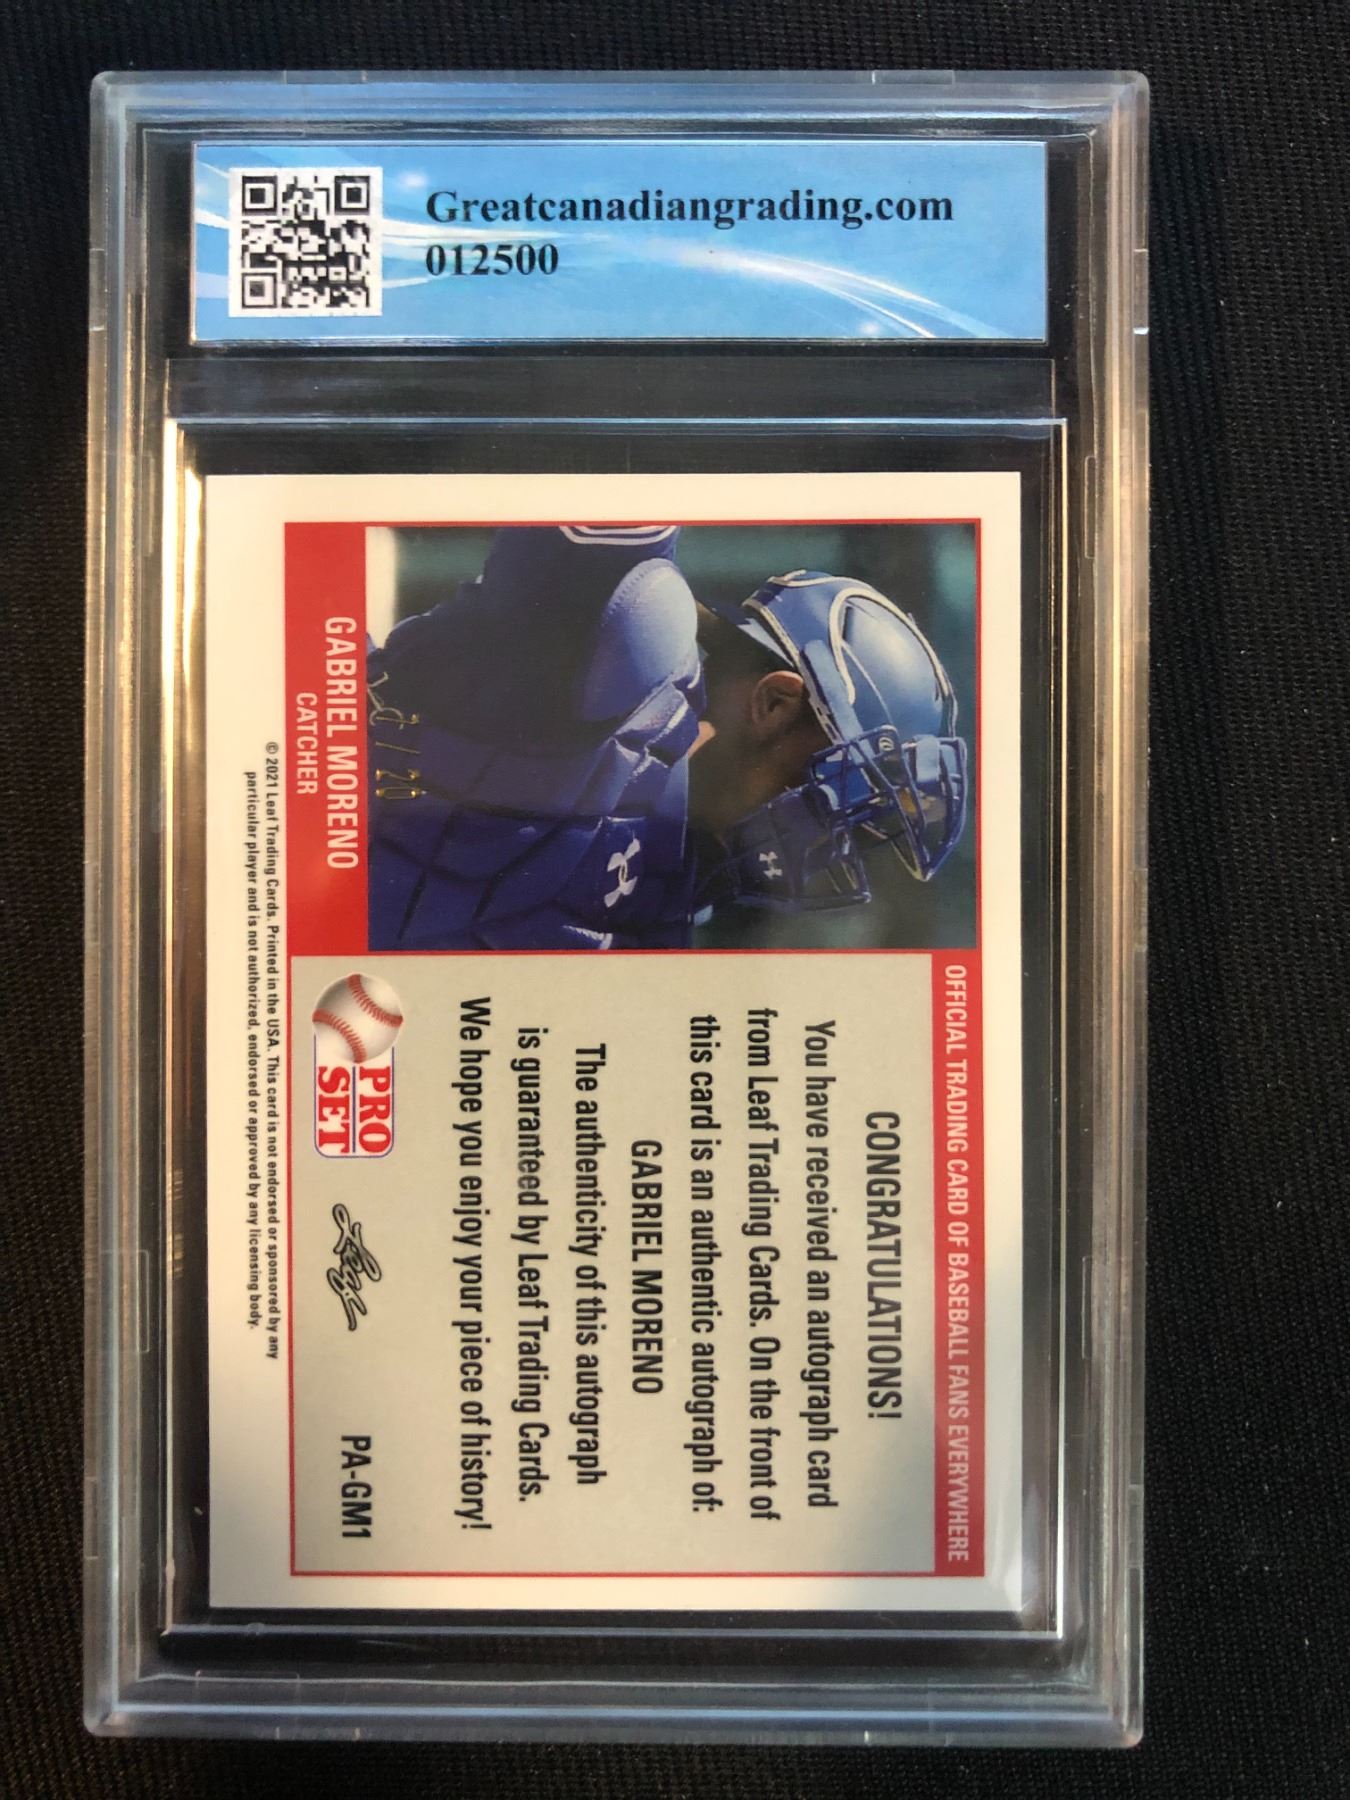 Greatcanadiangrading.com
012500
OFFICIAL TRADING CARD OF BASEBALL FANS EVERYWHERE
CONGRATULATIONS!
You have received an autograph card
from Leaf Trading Cards. On the front of
this card is an authentic autograph of:
GABRIEL MORENO
The authenticity of this autograph
is guaranteed by Leaf Trading Cards.
We hope you enjoy your piece of history!
GABRIEL MORENO
CATCHER
PRO
SET
Leaf
PA-GM1
© 2021 Leaf Trading Cards. Printed in the USA. This card is not endorsed or sponsored by any
particular player and is not authorized, endorsed or approved by any licensing body.